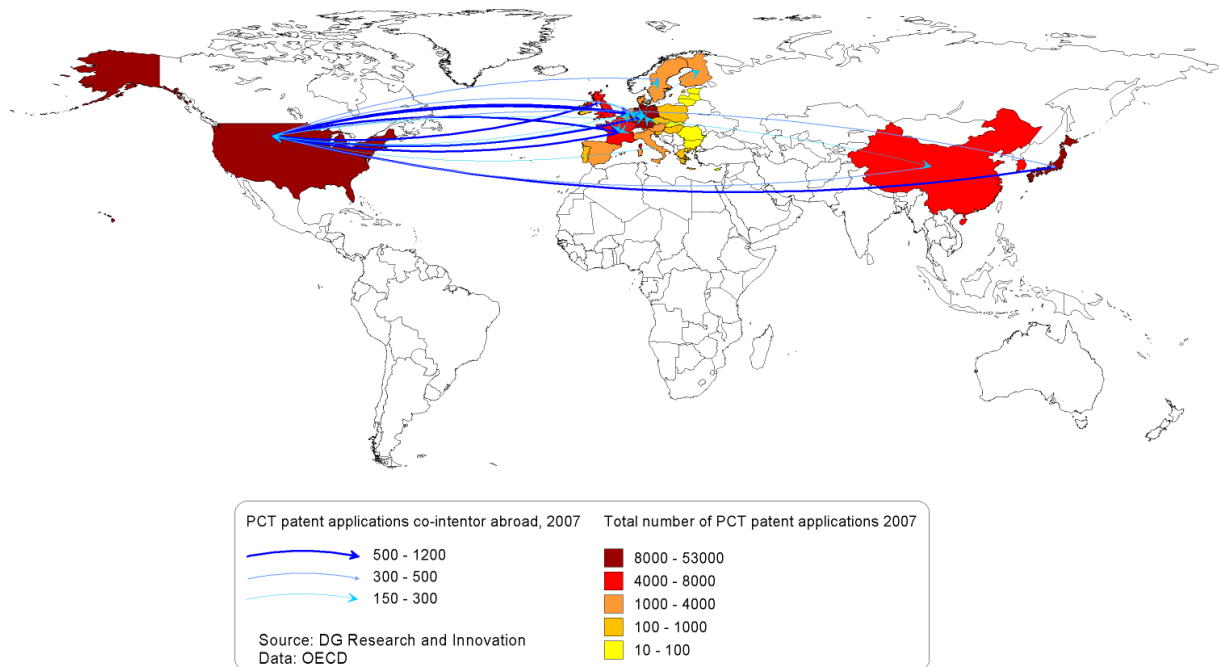 PCT patent applications co-intentor abroad, 2007
500 - 1200
300 - 500
150 - 300
Source: DG Research and Innovation
Data: OECD
Total number of PCT patent applications 2007
8000 - 53000
4000 - 8000
1000 - 4000
100 - 1000
10 - 100